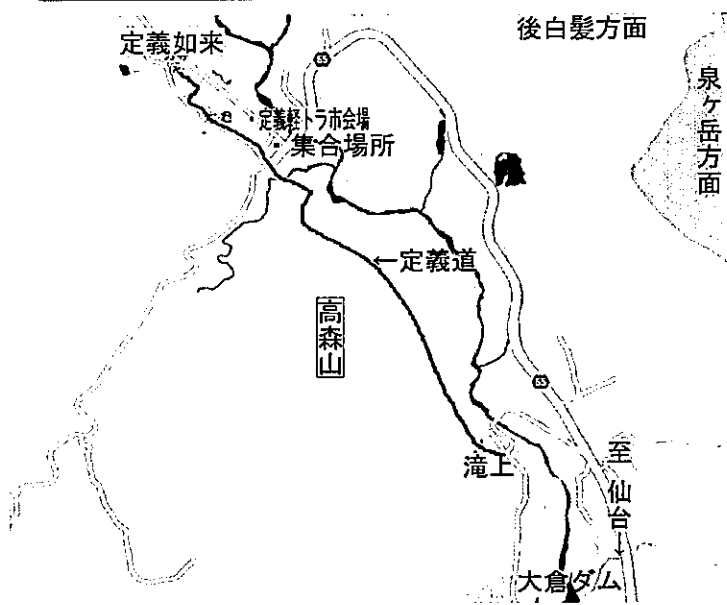 後白髪方面
定義如来
65
泉ヶ岳方面
定義軽トラ市会場
集合場所
←定義道
高森山
65
滝上
至仙台↓
大倉ダム